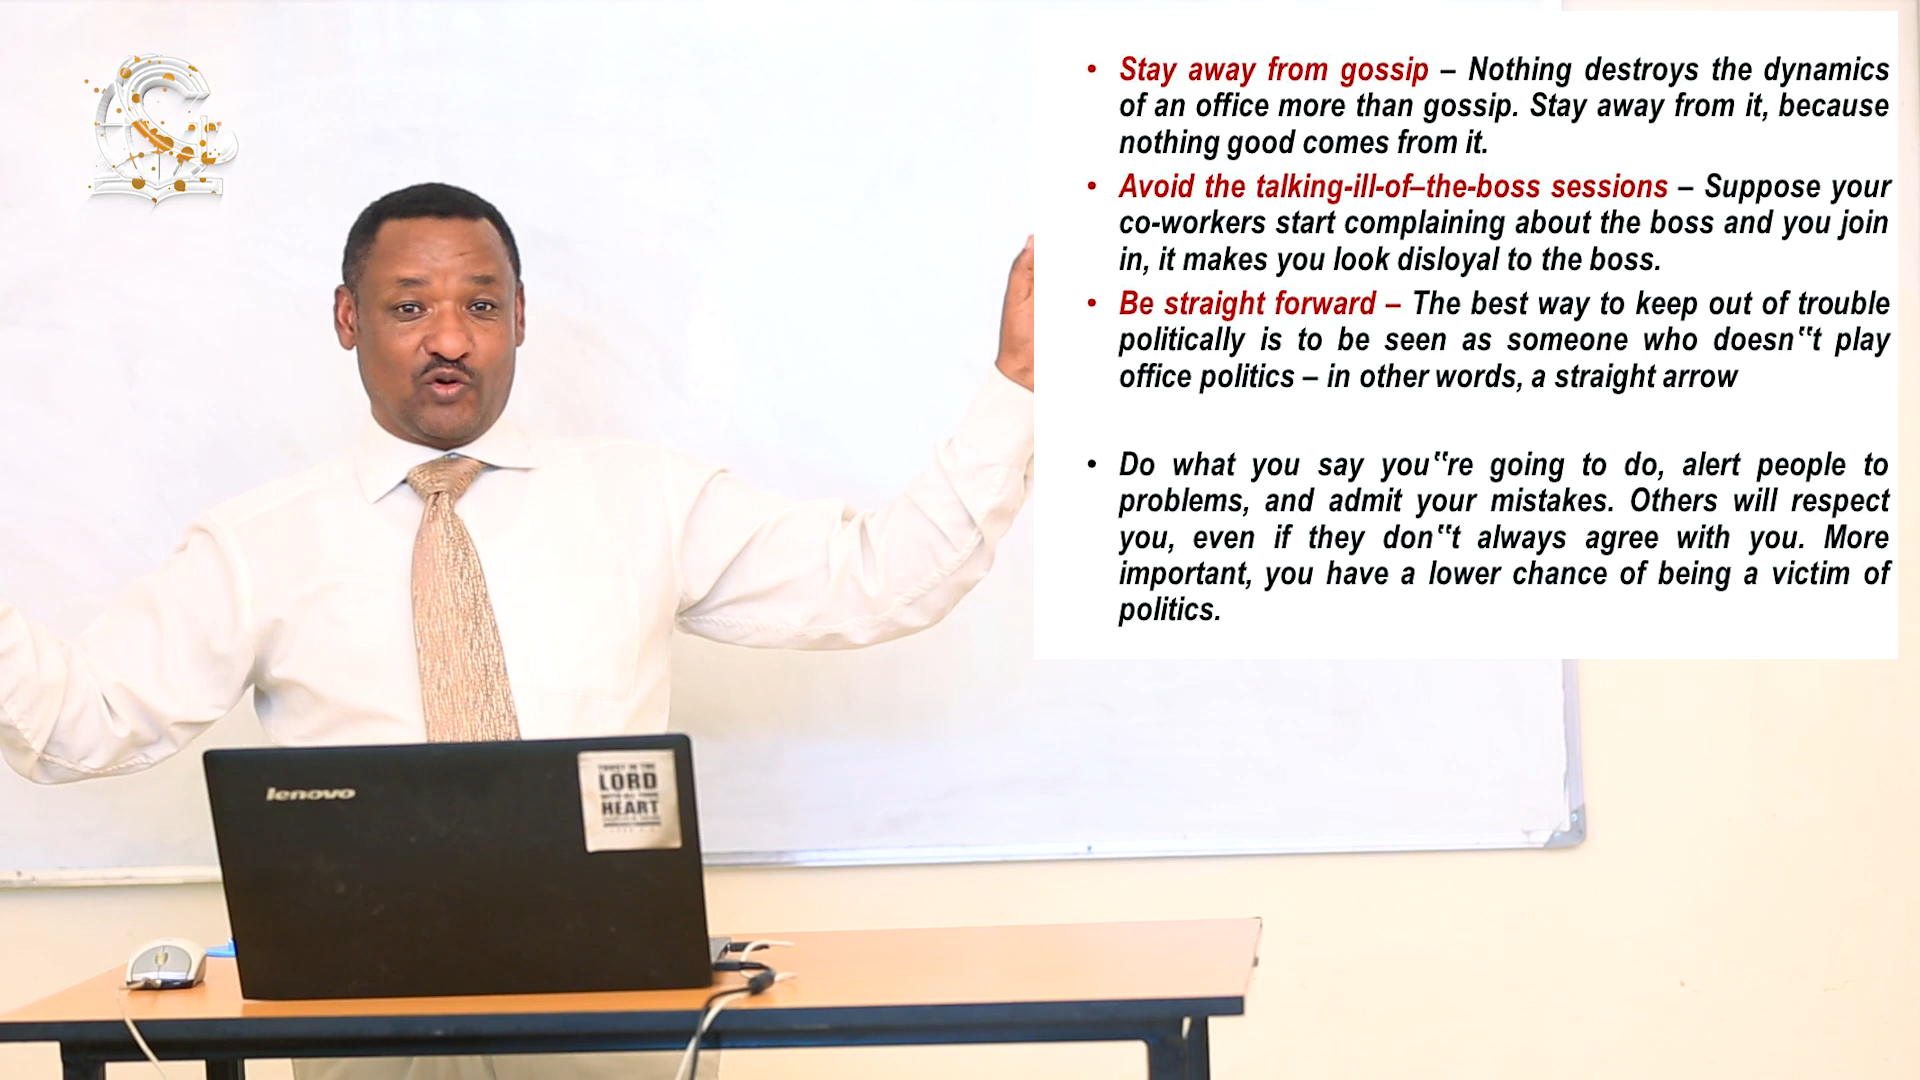 • Stay away from gossip – Nothing destroys the dynamics
of an office more than gossip. Stay away from it, because
nothing good comes from it.
• Avoid the talking-ill-of–the-boss sessions – Suppose your
co-workers start complaining about the boss and you join
in, it makes you look disloyal to the boss.
• Be straight forward – The best way to keep out of trouble
politically is to be seen as someone who doesn‟t play
office politics – in other words, a straight arrow
• Do what you say you‟re going to do, alert people to
problems, and admit your mistakes. Others will respect
you, even if they don‟t always agree with you. More
important, you have a lower chance of being a victim of
politics.
lenovo
TRUST IN THE
LORD
WITH ALL YOUR
HEART